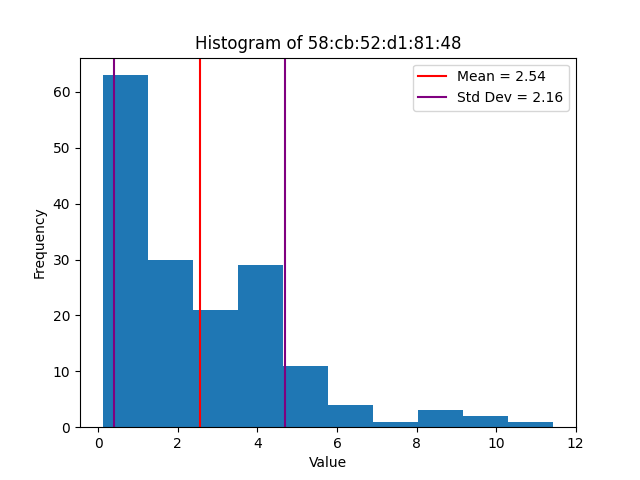 Histogram of 58:cb:52:d1:81:48
Mean = 2.54
Std Dev = 2.16
Frequency
60
50
40
30
20
10
0
0 2 4 6 8 10 12
Value